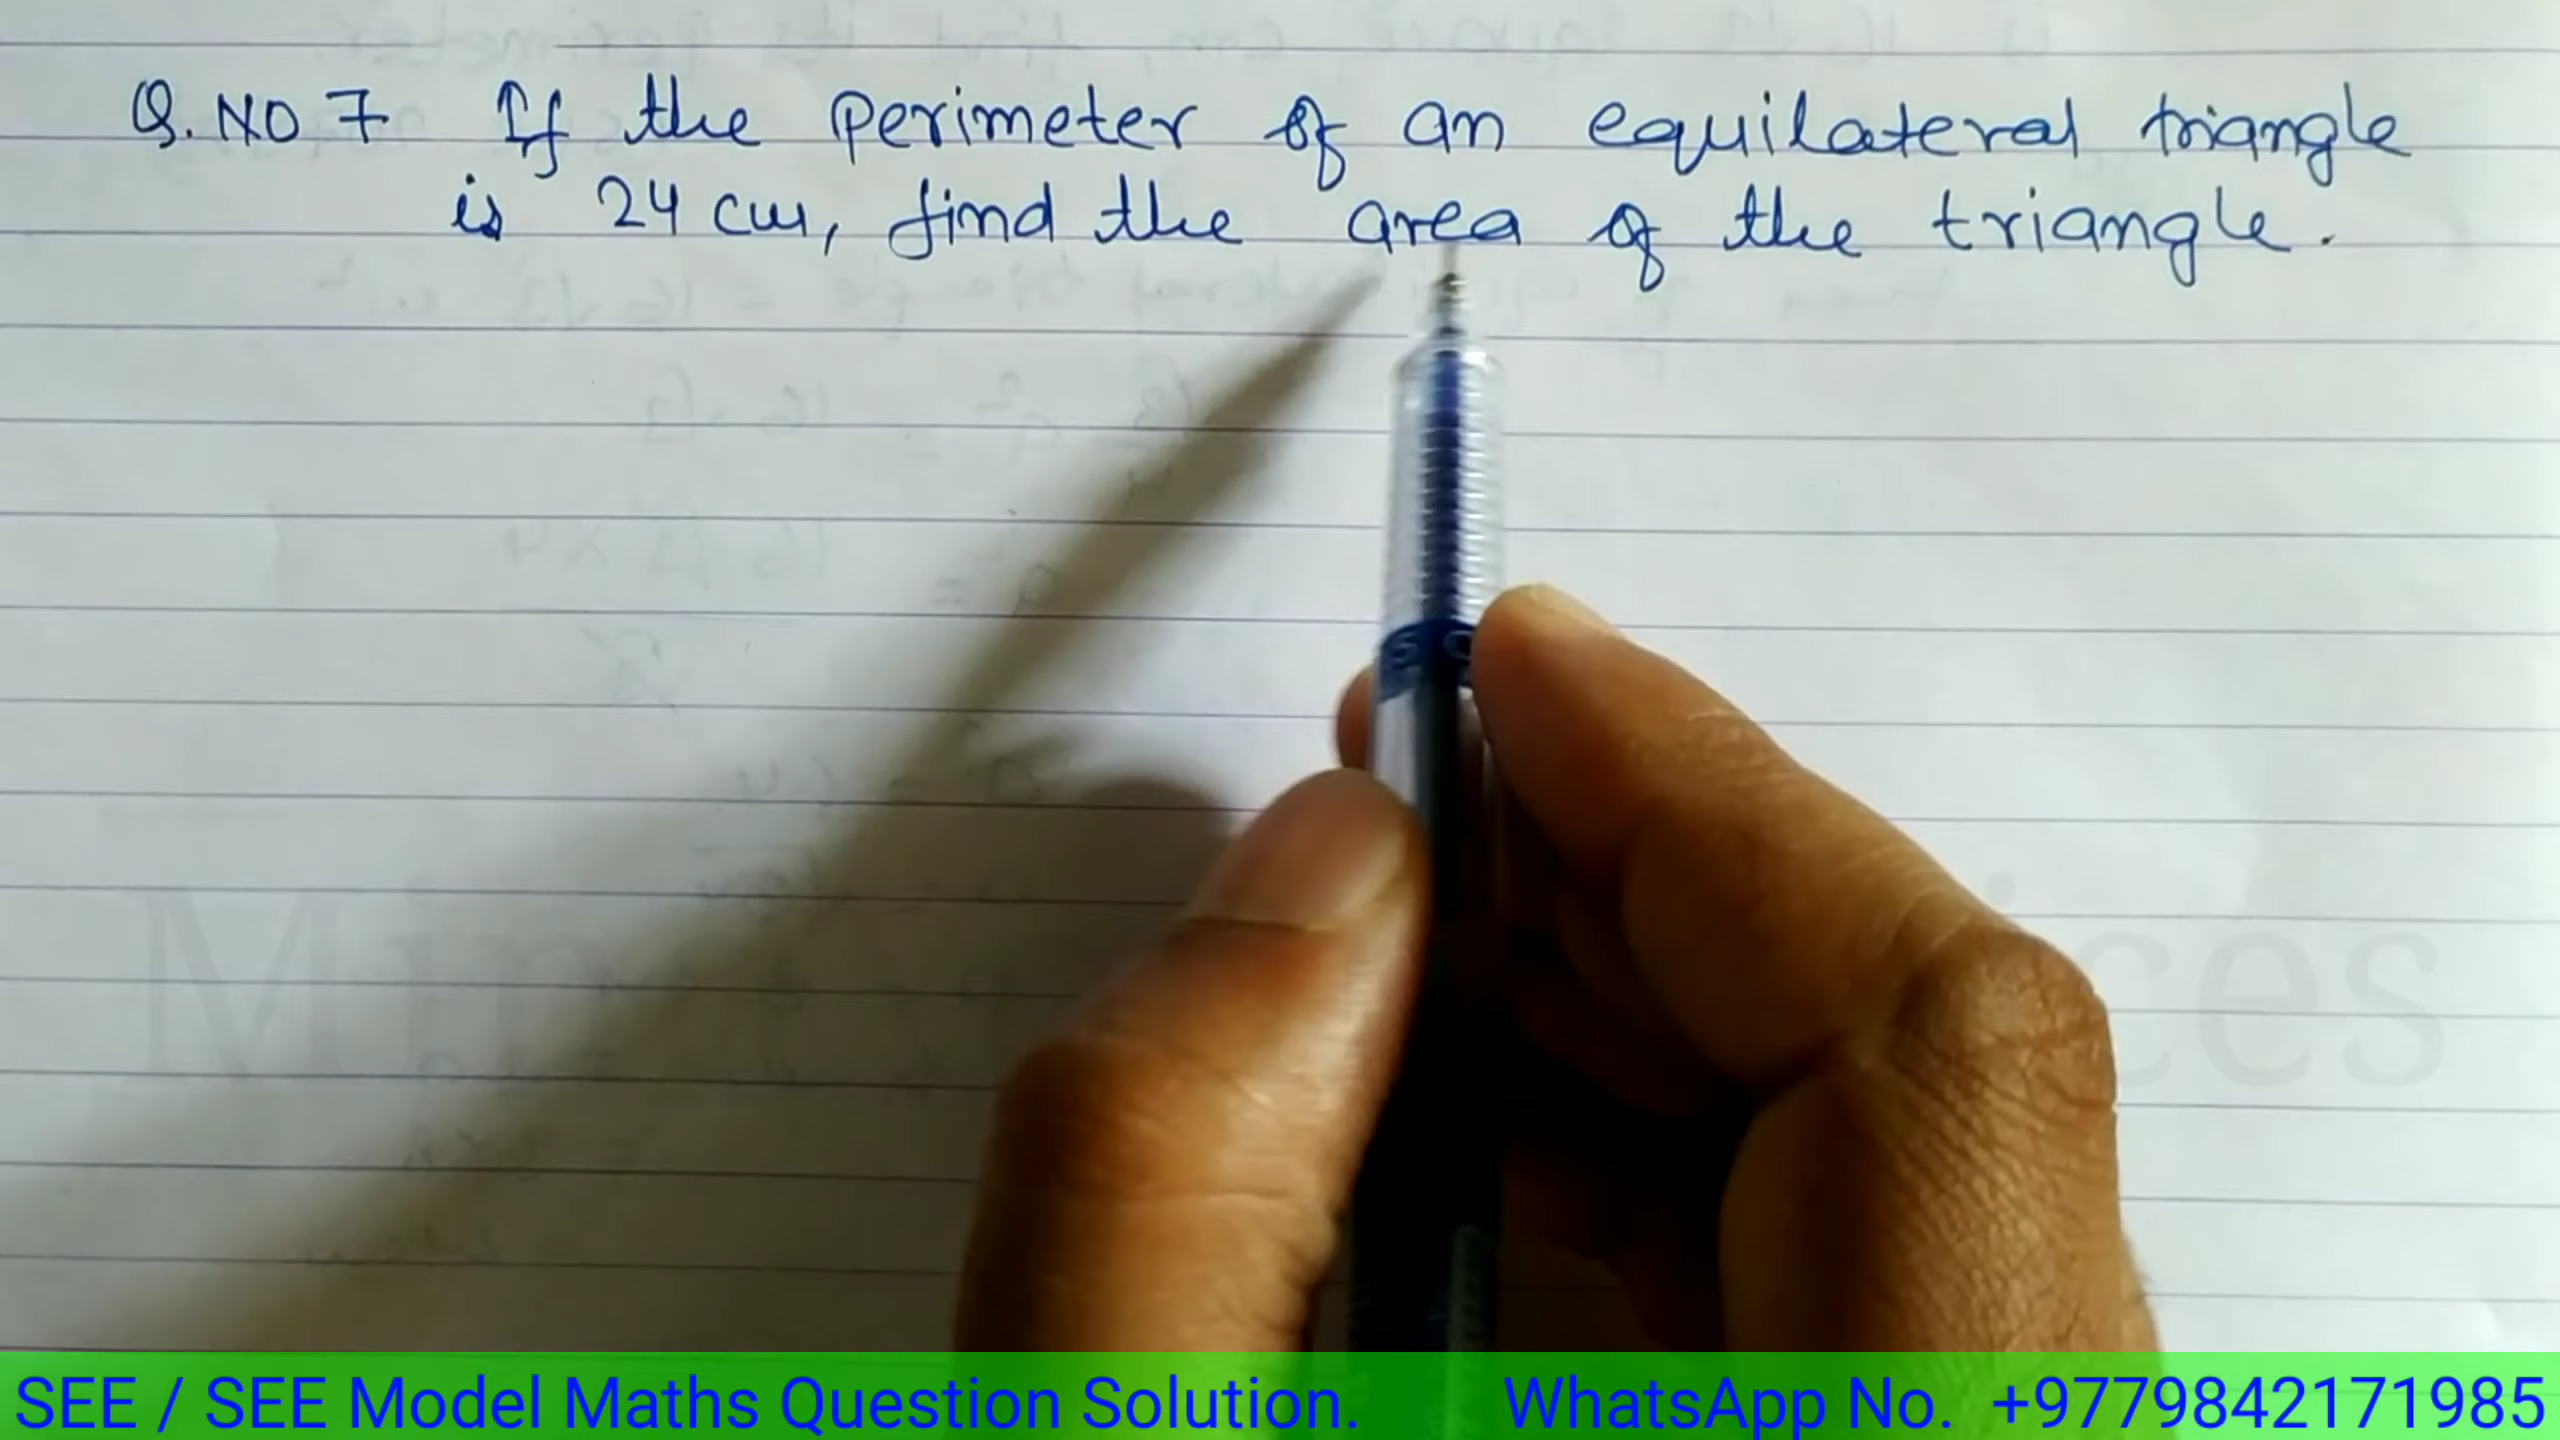 Q. NO 7 If the perimeter of an equilateral triangle
is 24 cm, find the area of the triangle.
SEE / SEE Model Maths Question Solution. WhatsApp No. +9779842171985